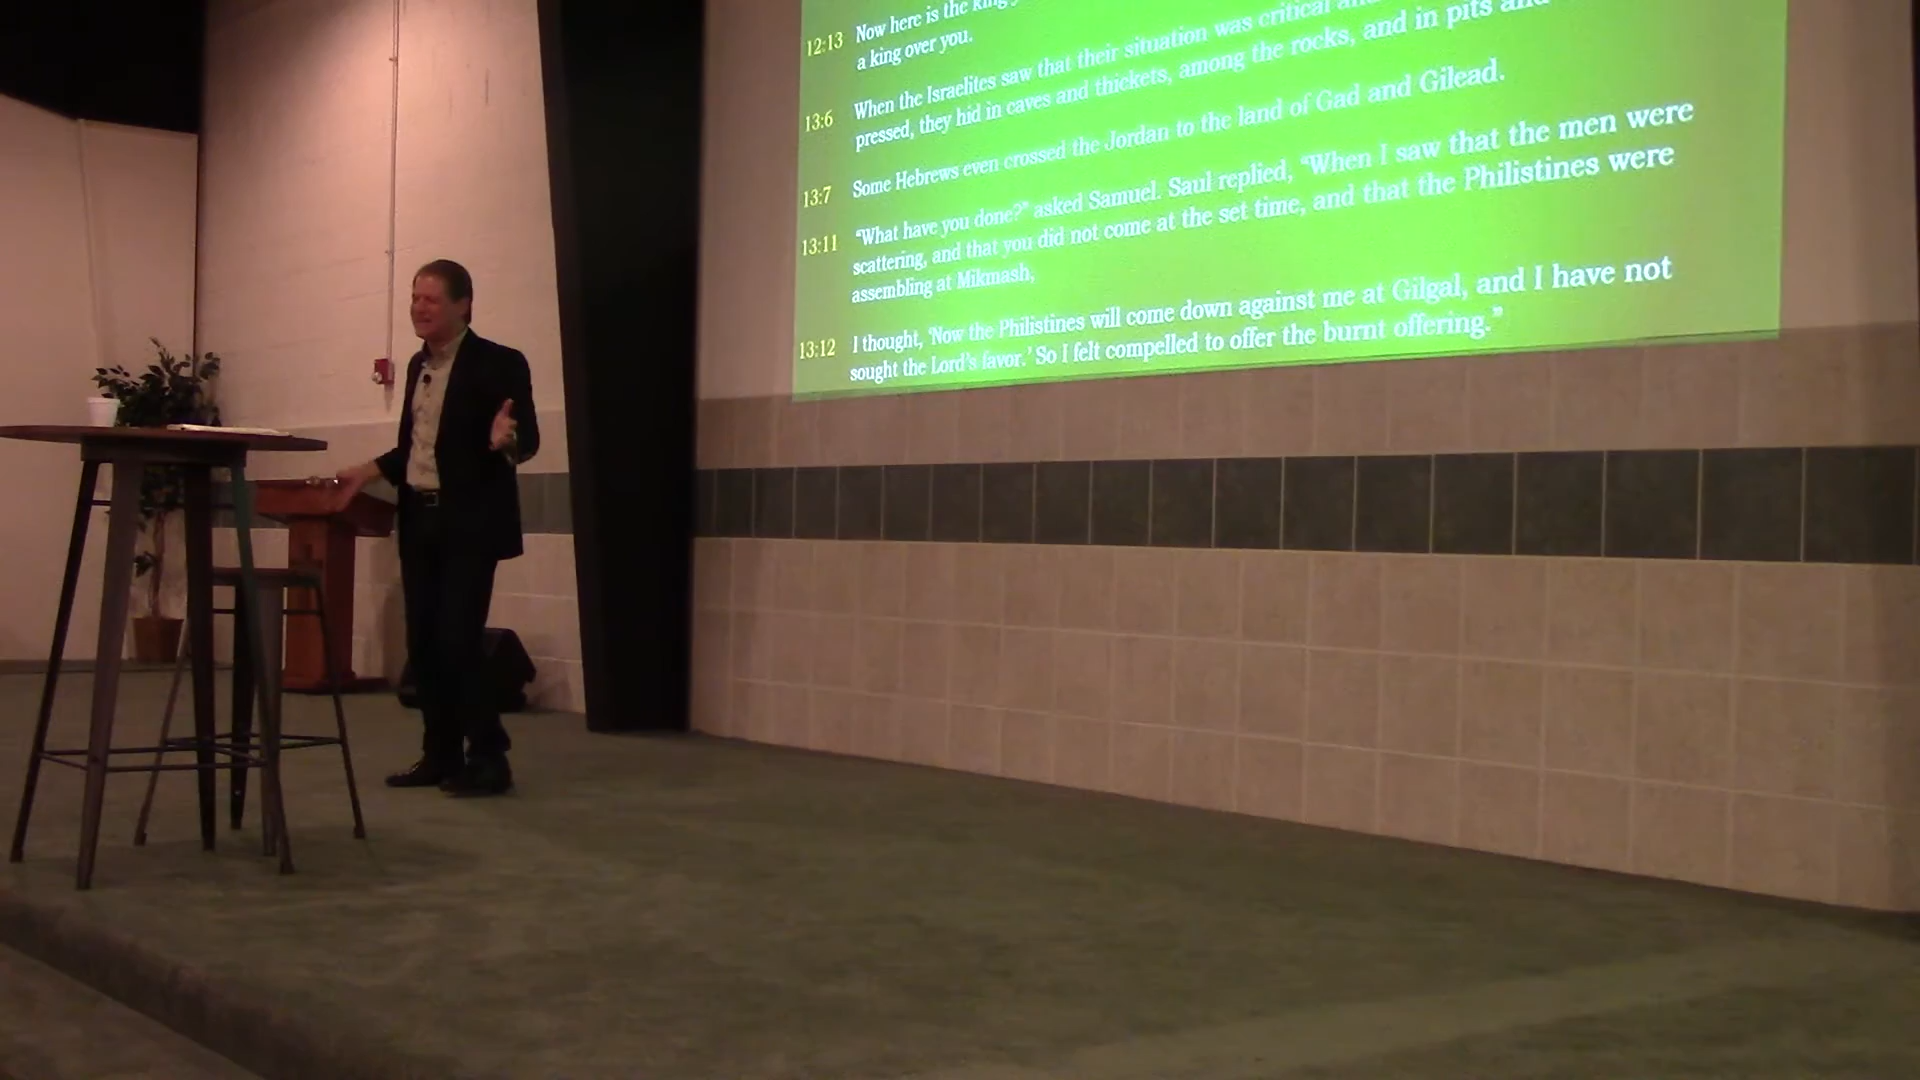 12:13 Now here is the king
a king over you.
13:6 When the Israelites saw that their situation was critical
pressed, they hid in caves and thickets, among the rocks, and in pits and
13:7 Some Hebrews even crossed the Jordan to the land of Gad and Gilead.
13:11 “What have you done?” asked Samuel. Saul replied, “When I saw that the men were
scattering, and that you did not come at the set time, and that the Philistines were
assembling at Mikmash,
13:12 I thought, ‘Now the Philistines will come down against me at Gilgal, and I have not
sought the Lord’s favor.’ So I felt compelled to offer the burnt offering.”